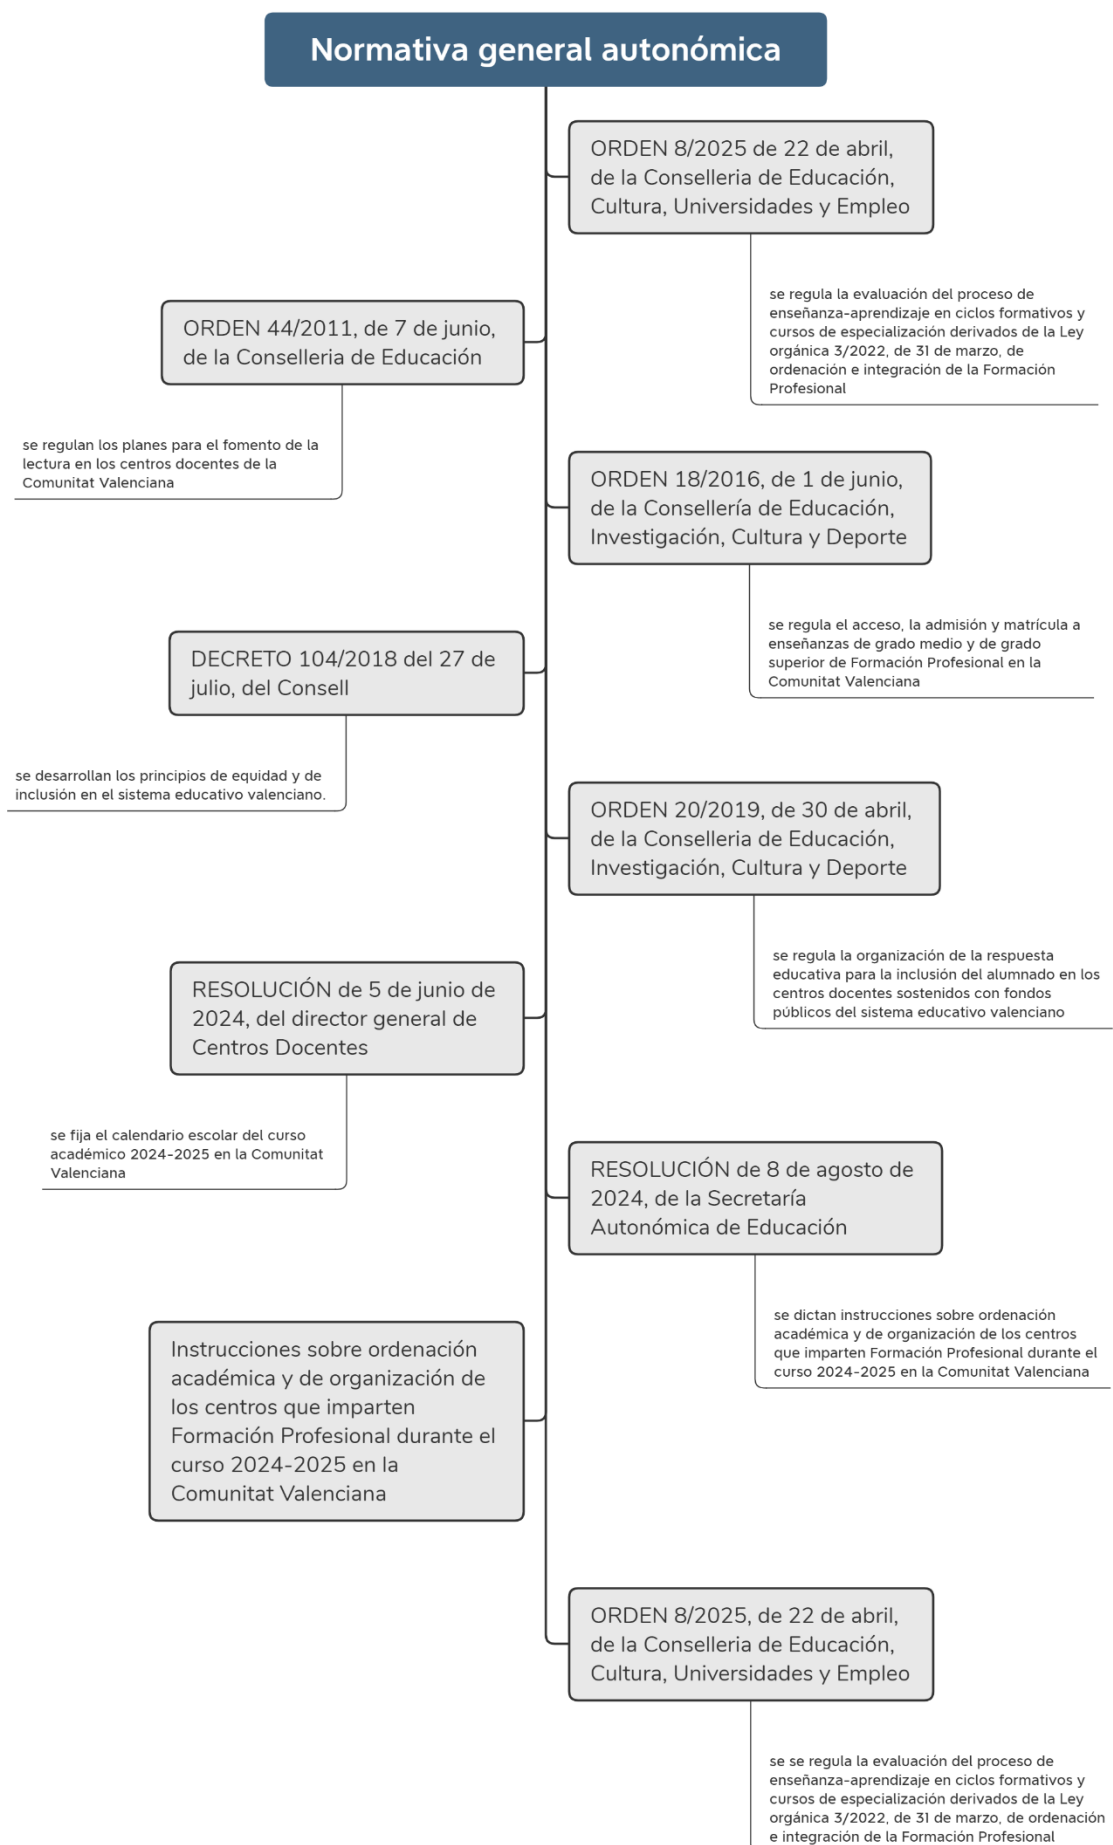 Normativa general autonómica
ORDEN 8/2025 de 22 de abril,
de la Conselleria de Educación,
Cultura, Universidades y Empleo
se regula la evaluación del proceso de
enseñanza-aprendizaje en ciclos formativos y
cursos de especialización derivados de la Ley
orgánica 3/2022, de 31 de marzo, de
ordenación e integración de la Formación
Profesional
ORDEN 44/2011, de 7 de junio,
de la Conselleria de Educación
se regulan los planes para el fomento de la
lectura en los centros docentes de la
Comunitat Valenciana
ORDEN 18/2016, de 1 de junio,
de la Consellería de Educación,
Investigación, Cultura y Deporte
se regula el acceso, la admisión y matrícula a
enseñanzas de grado medio y de grado
superior de Formación Profesional en la
Comunitat Valenciana
DECRETO 104/2018 del 27 de
julio, del Consell
se desarrollan los principios de equidad y de
inclusión en el sistema educativo valenciano.
ORDEN 20/2019, de 30 de abril,
de la Conselleria de Educación,
Investigación, Cultura y Deporte
se regula la organización de la respuesta
educativa para la inclusión del alumnado en los
centros docentes sostenidos con fondos
públicos del sistema educativo valenciano
RESOLUCIÓN de 5 de junio de
2024, del director general de
Centros Docentes
se fija el calendario escolar del curso
académico 2024-2025 en la Comunitat
Valenciana
RESOLUCIÓN de 8 de agosto de
2024, de la Secretaría
Autonómica de Educación
se dictan instrucciones sobre ordenación
académica y de organización de los centros
que imparten Formación Profesional durante el
curso 2024-2025 en la Comunitat Valenciana
Instrucciones sobre ordenación
académica y de organización de
los centros que imparten
Formación Profesional durante el
curso 2024-2025 en la
Comunitat Valenciana
ORDEN 8/2025, de 22 de abril,
de la Conselleria de Educación,
Cultura, Universidades y Empleo
se se regula la evaluación del proceso de
enseñanza-aprendizaje en ciclos formativos y
cursos de especialización derivados de la Ley
orgánica 3/2022, de 31 de marzo, de ordenación
e integración de la Formación Profesional